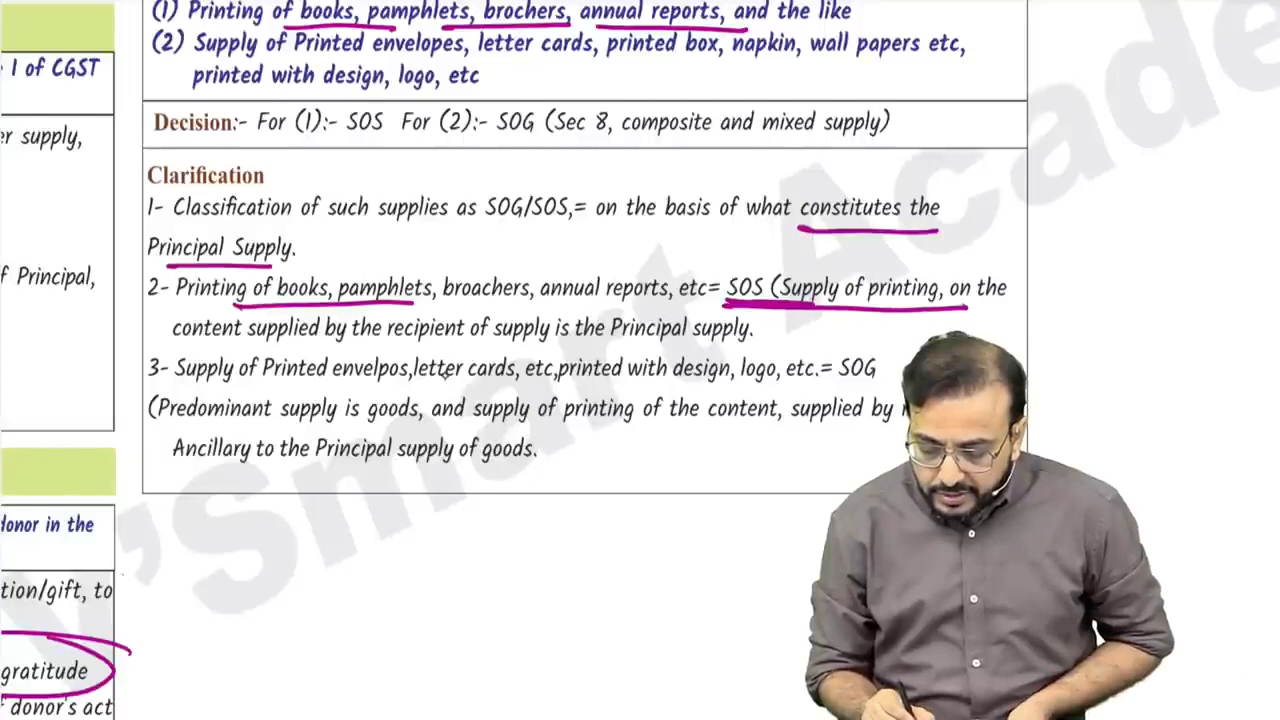 (1) Printing of books, pamphlets, brochers, annual reports, and the like
(2) Supply of Printed envelopes, letter cards, printed box, napkin, wall papers etc,
printed with design, logo, etc
Decision:- For (1):- SOS For (2):- SOG (Sec 8, composite and mixed supply)
Clarification
1- Classification of such supplies as SOG/SOS,= on the basis of what constitutes the
Principal Supply.
2- Printing of books, pamphlets, broachers, annual reports, etc= SOS (Supply of printing, on the
content supplied by the recipient of supply is the Principal supply.
3- Supply of Printed envelpos,letter cards, etc,printed with design, logo, etc.= SOG
(Predominant supply is goods, and supply of printing of the content, supplied by
Ancillary to the Principal supply of goods.
1 of CGST
er supply,
f Principal,
donor in the
tion/gift, to
gratitude
donor's act
V'Smart Acade